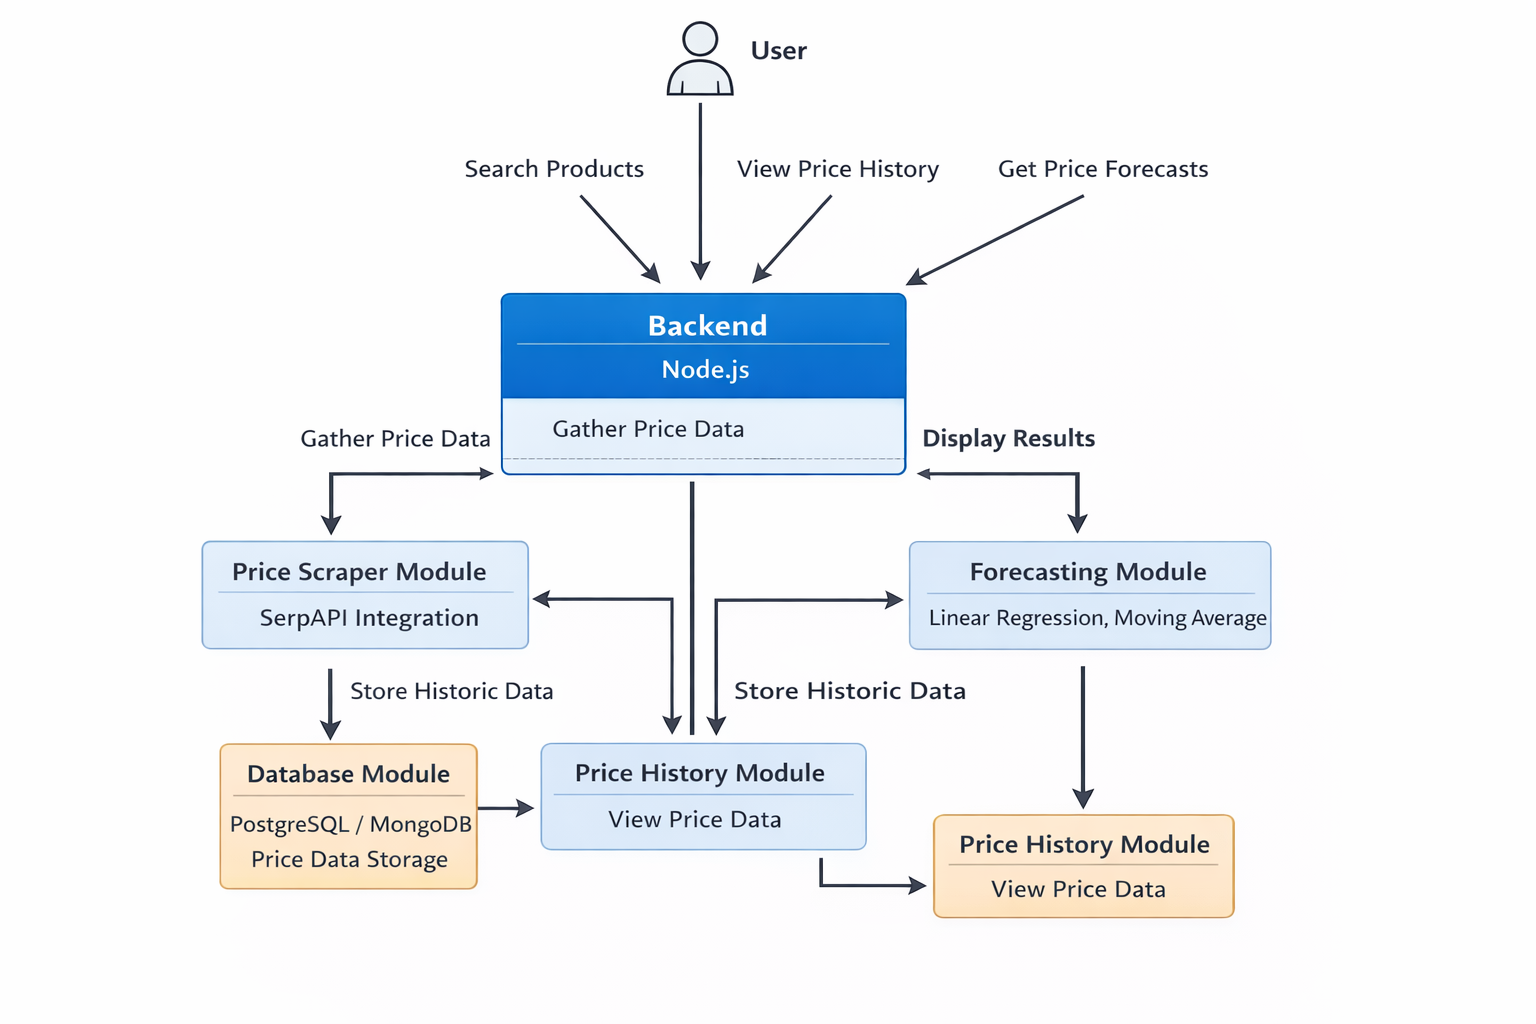 User
Search Products
View Price History
Get Price Forecasts
Backend
Node.js
Gather Price Data
Gather Price Data
Display Results
Price Scraper Module
SerpAPI Integration
Forecasting Module
Linear Regression, Moving Average
Store Historic Data
Store Historic Data
Database Module
PostgreSQL / MongoDB
Price Data Storage
Price History Module
View Price Data
Price History Module
View Price Data